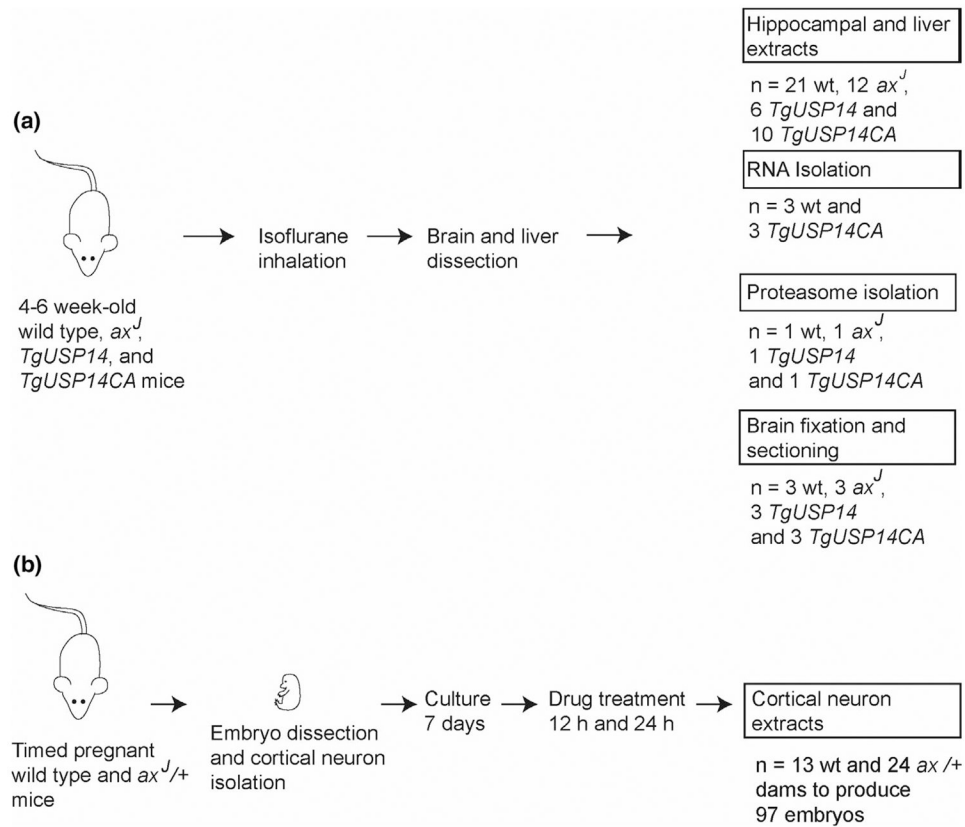 (a)
4-6 week-old
wild type, ax^J,
TgUSP14, and
TgUSP14CA mice
Isoflurane
inhalation
Brain and liver
dissection
Hippocampal and liver
extracts
n = 21 wt, 12 ax^J,
6 TgUSP14 and
10 TgUSP14CA
RNA Isolation
n = 3 wt and
3 TgUSP14CA
Proteasome isolation
n = 1 wt, 1 ax^J,
1 TgUSP14
and 1 TgUSP14CA
Brain fixation and
sectioning
n = 3 wt, 3 ax^J,
3 TgUSP14
and 3 TgUSP14CA
(b)
Timed pregnant
wild type and ax^J/+
mice
Embryo dissection
and cortical neuron
isolation
Culture
7 days
Drug treatment
12 h and 24 h
Cortical neuron
extracts
n = 13 wt and 24 ax /+
dams to produce
97 embryos